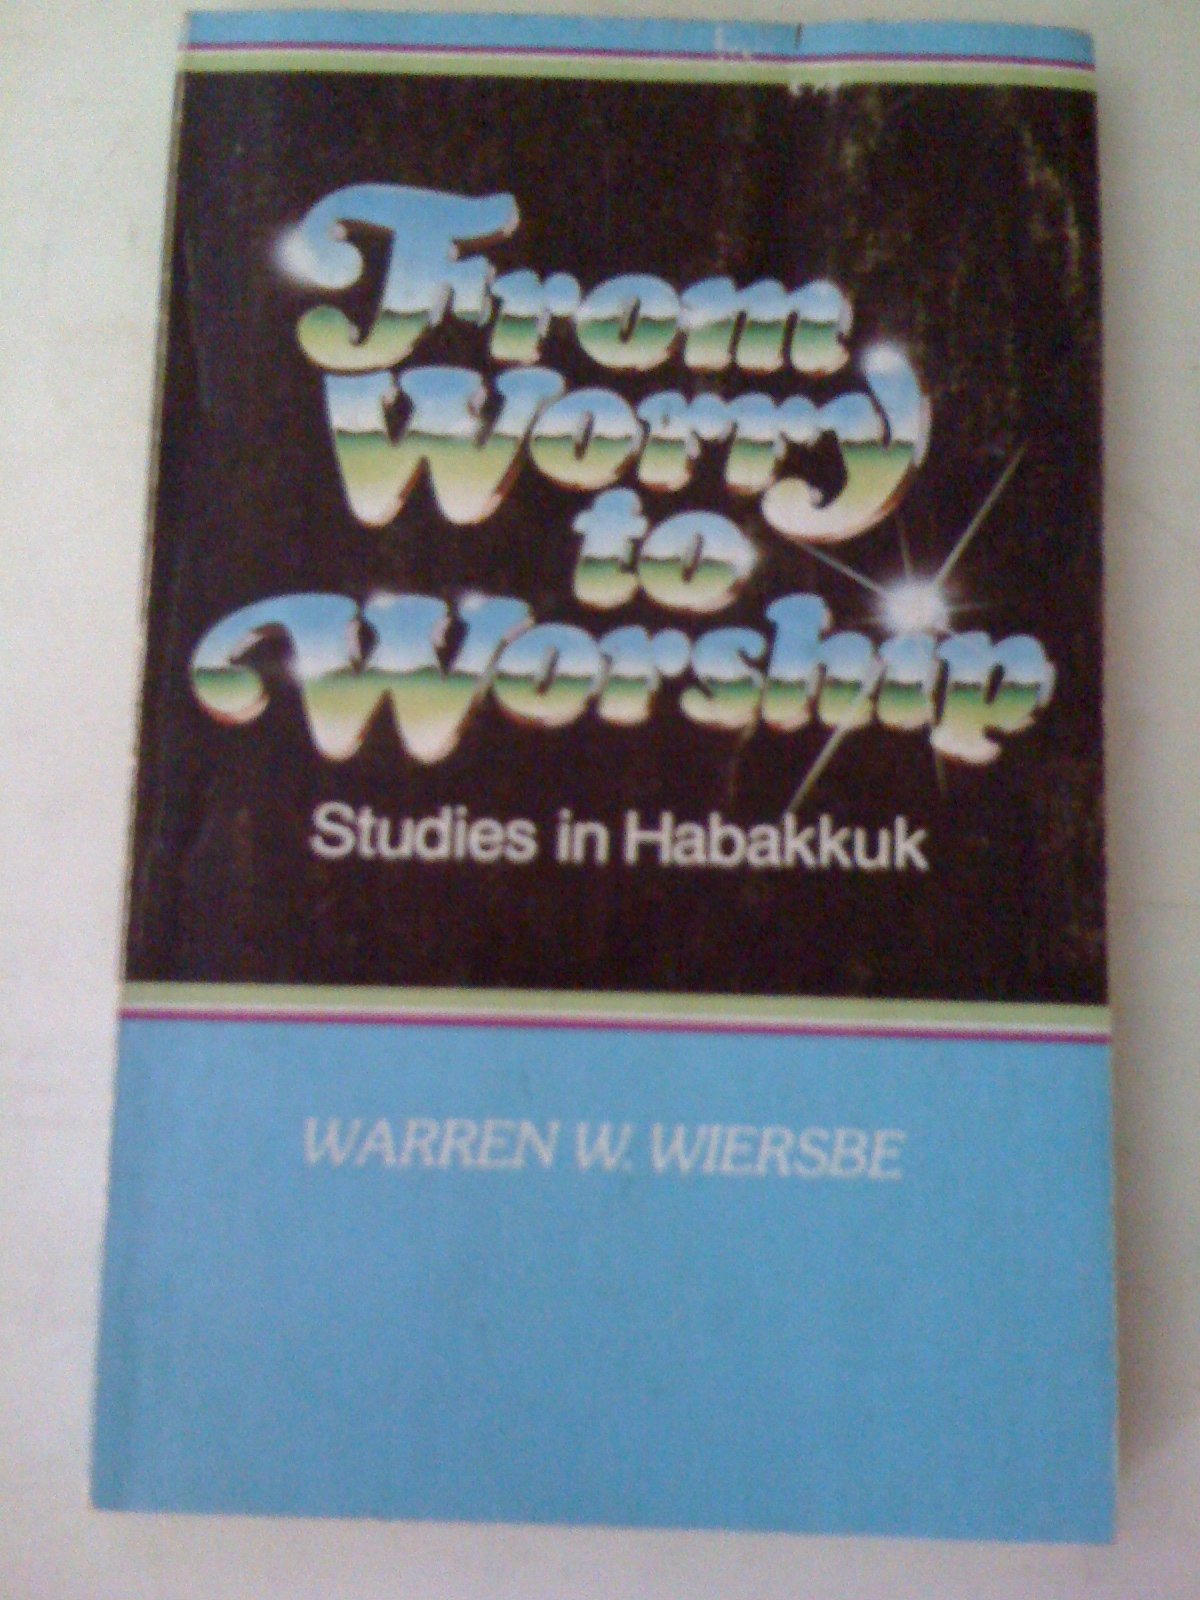 From
Worry
to
Worship
Studies in Habakkuk
WARREN W. WIERSBE